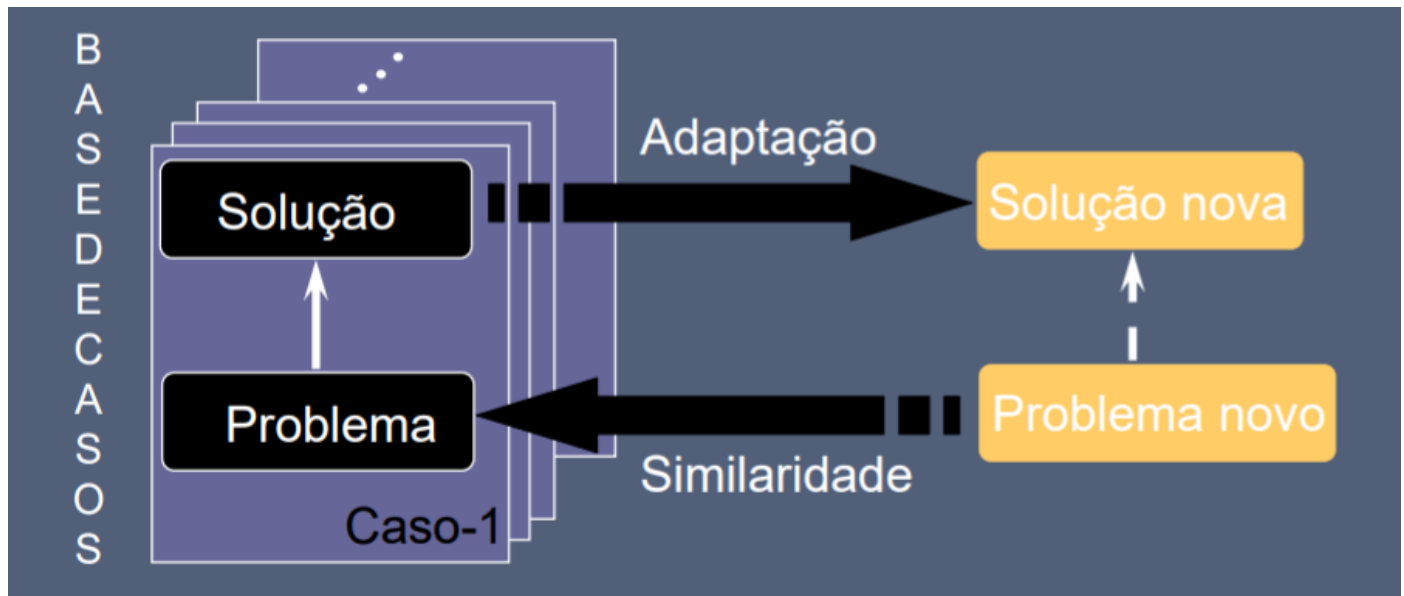 B
A
S
E
D
E
C
A
S
O
S
Adaptação
Solução
Solução nova
Problema
Problema novo
Similaridade
Caso-1